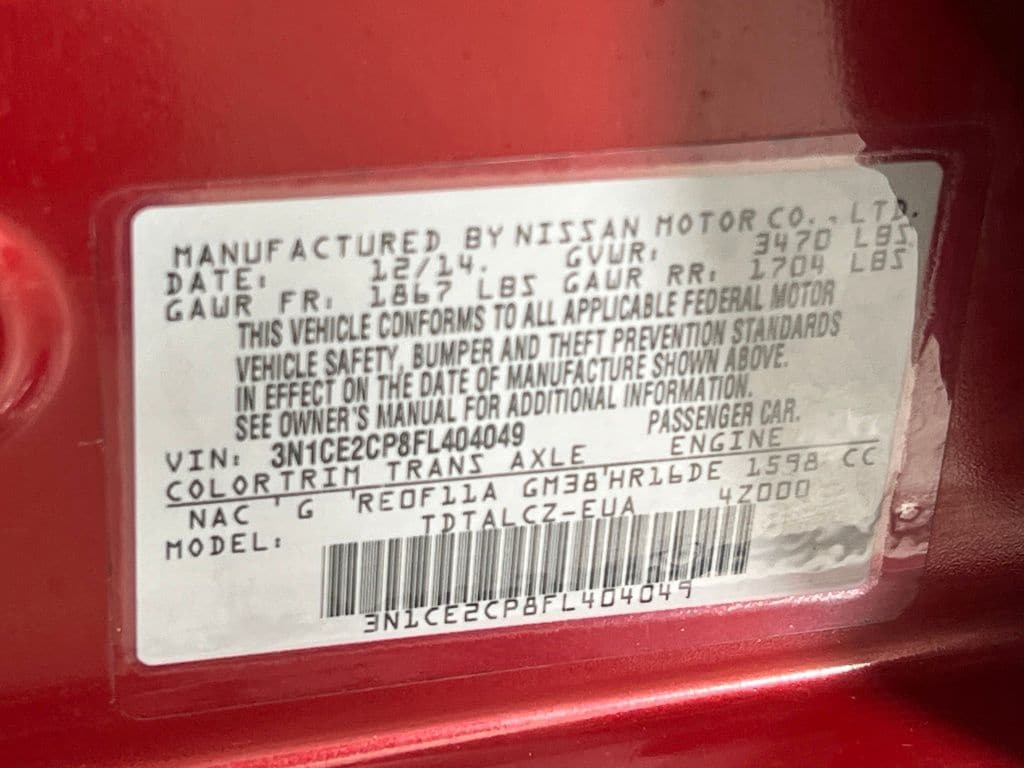 MANUFACTURED BY NISSAN MOTOR CO., LTD.
DATE: 12/14. GVWR: 3470 LBS
GAWR FR: 1867 LBS GAWR RR: 1704 LBS
THIS VEHICLE CONFORMS TO ALL APPLICABLE FEDERAL MOTOR
VEHICLE SAFETY, BUMPER AND THEFT PREVENTION STANDARDS
IN EFFECT ON THE DATE OF MANUFACTURE SHOWN ABOVE.
SEE OWNER'S MANUAL FOR ADDITIONAL INFORMATION.
VIN: 3N1CE2CP8FL404049 PASSENGER CAR.
COLOR TRIM TRANS AXLE ENGINE
NAC 'G 'RE0F11A GM38'HR16DE 1598 CC
MODEL: TDTALCZ-EUA 4Z000
3N1CE2CP8FL404049